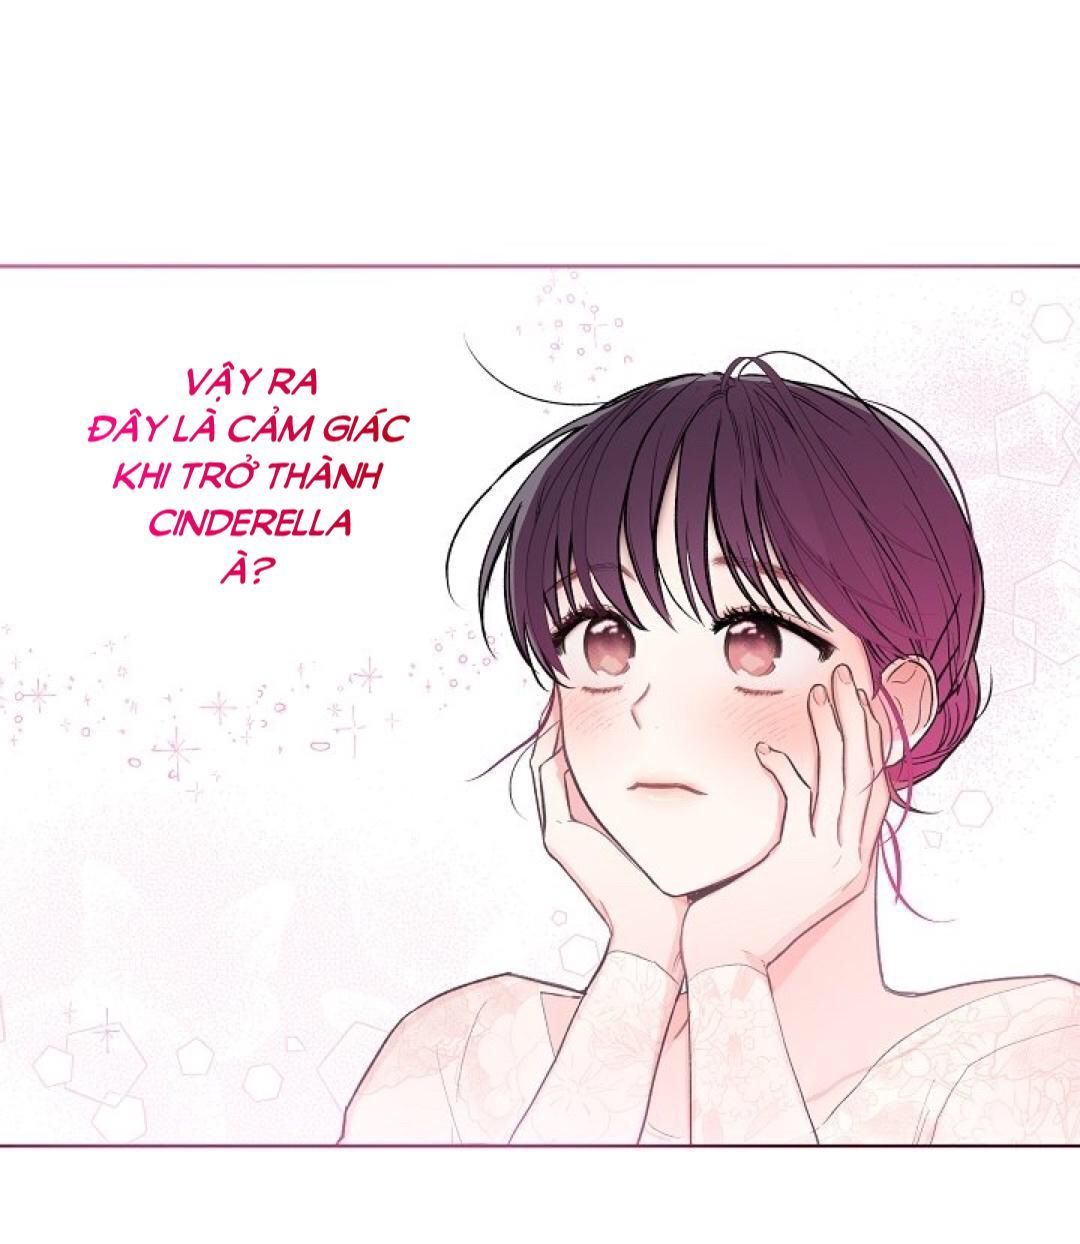 VẬY RA
ĐÂY LÀ CẢM GIÁC
KHI TRỞ THÀNH
CINDERELLA
À?